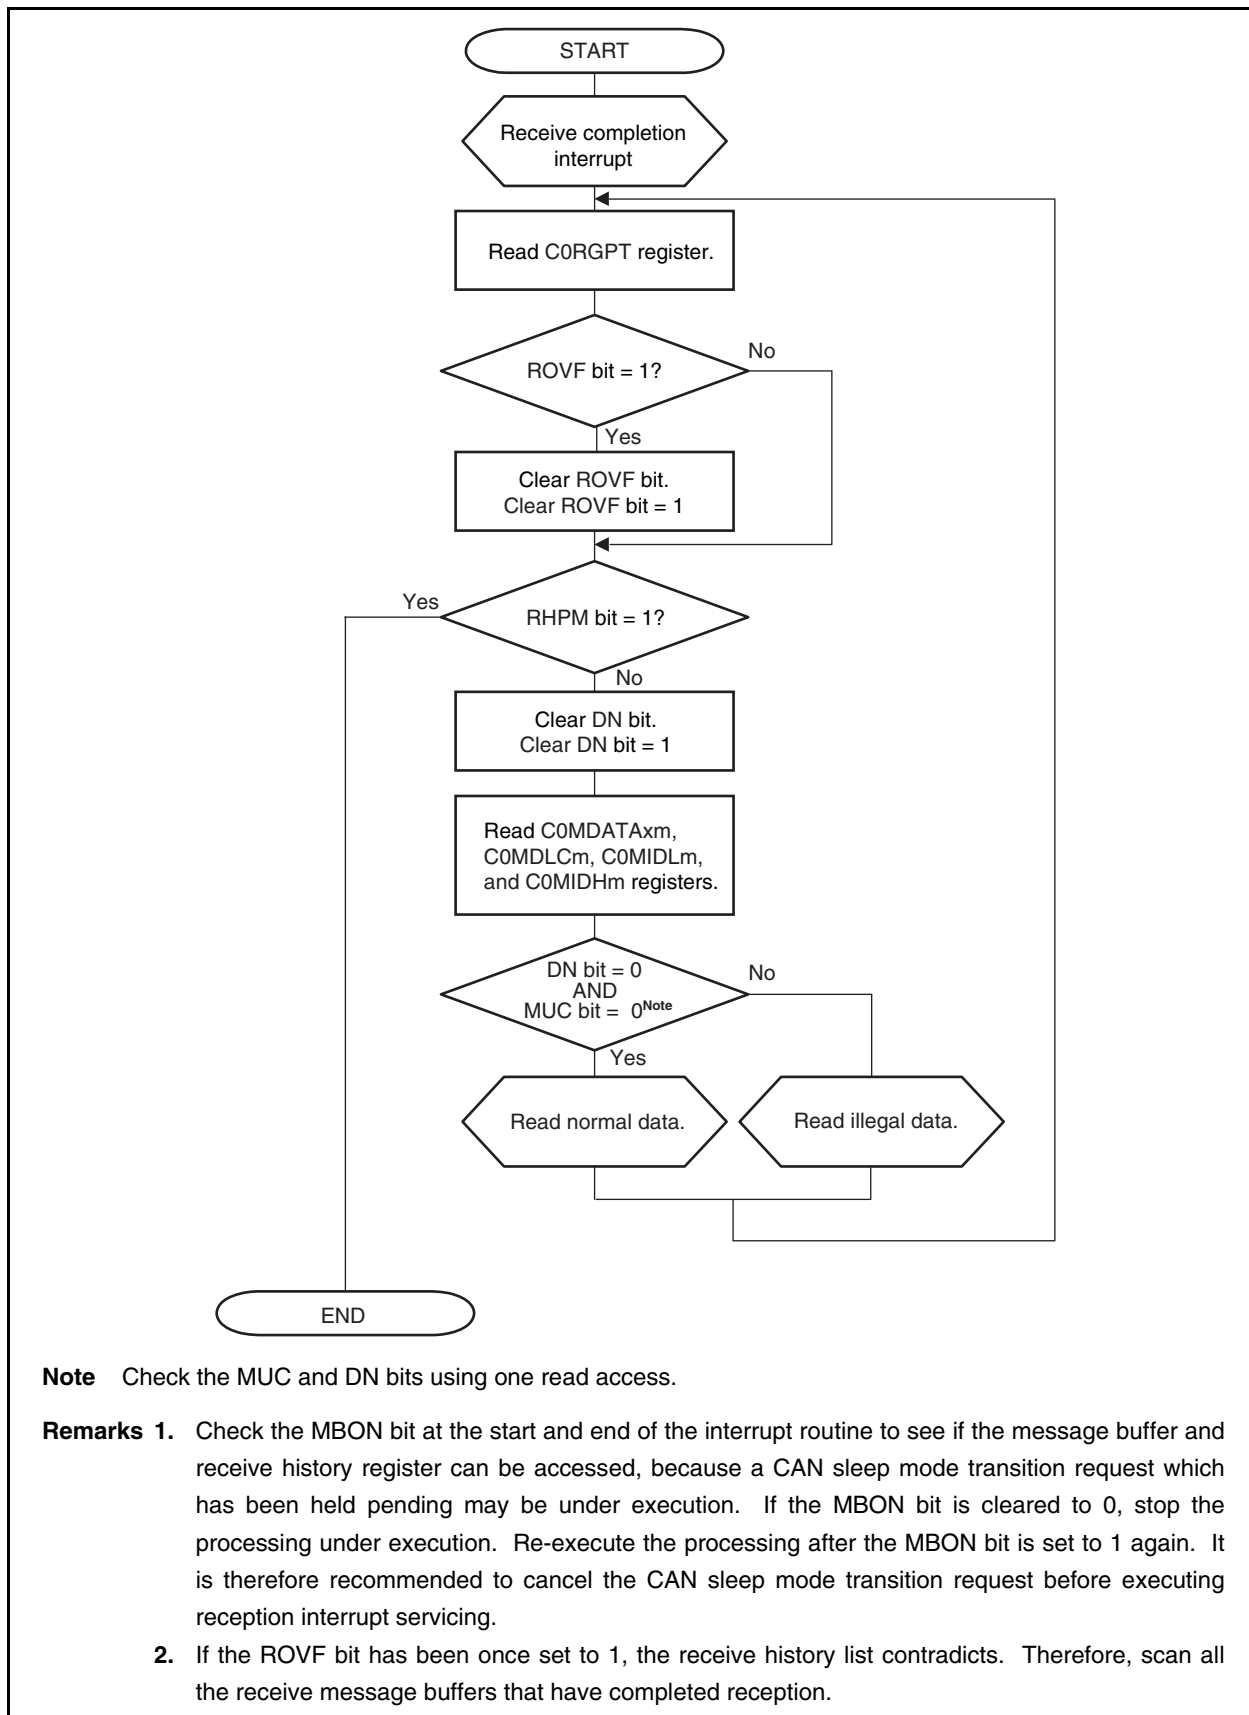 START
Receive completion
interrupt
Read C0RGPT register.
ROVF bit = 1?
No
Yes
Clear ROVF bit.
Clear ROVF bit = 1
Yes
RHPM bit = 1?
No
Clear DN bit.
Clear DN bit = 1
Read C0MDATAxm,
C0MDLCm, C0MIDLm,
and C0MIDHm registers.
DN bit = 0
AND
MUC bit = 0Note
No
Yes
Read normal data.
Read illegal data.
END
Note Check the MUC and DN bits using one read access.
Remarks 1. Check the MBON bit at the start and end of the interrupt routine to see if the message buffer and
receive history register can be accessed, because a CAN sleep mode transition request which
has been held pending may be under execution. If the MBON bit is cleared to 0, stop the
processing under execution. Re-execute the processing after the MBON bit is set to 1 again. It
is therefore recommended to cancel the CAN sleep mode transition request before executing
reception interrupt servicing.
2. If the ROVF bit has been once set to 1, the receive history list contradicts. Therefore, scan all
the receive message buffers that have completed reception.